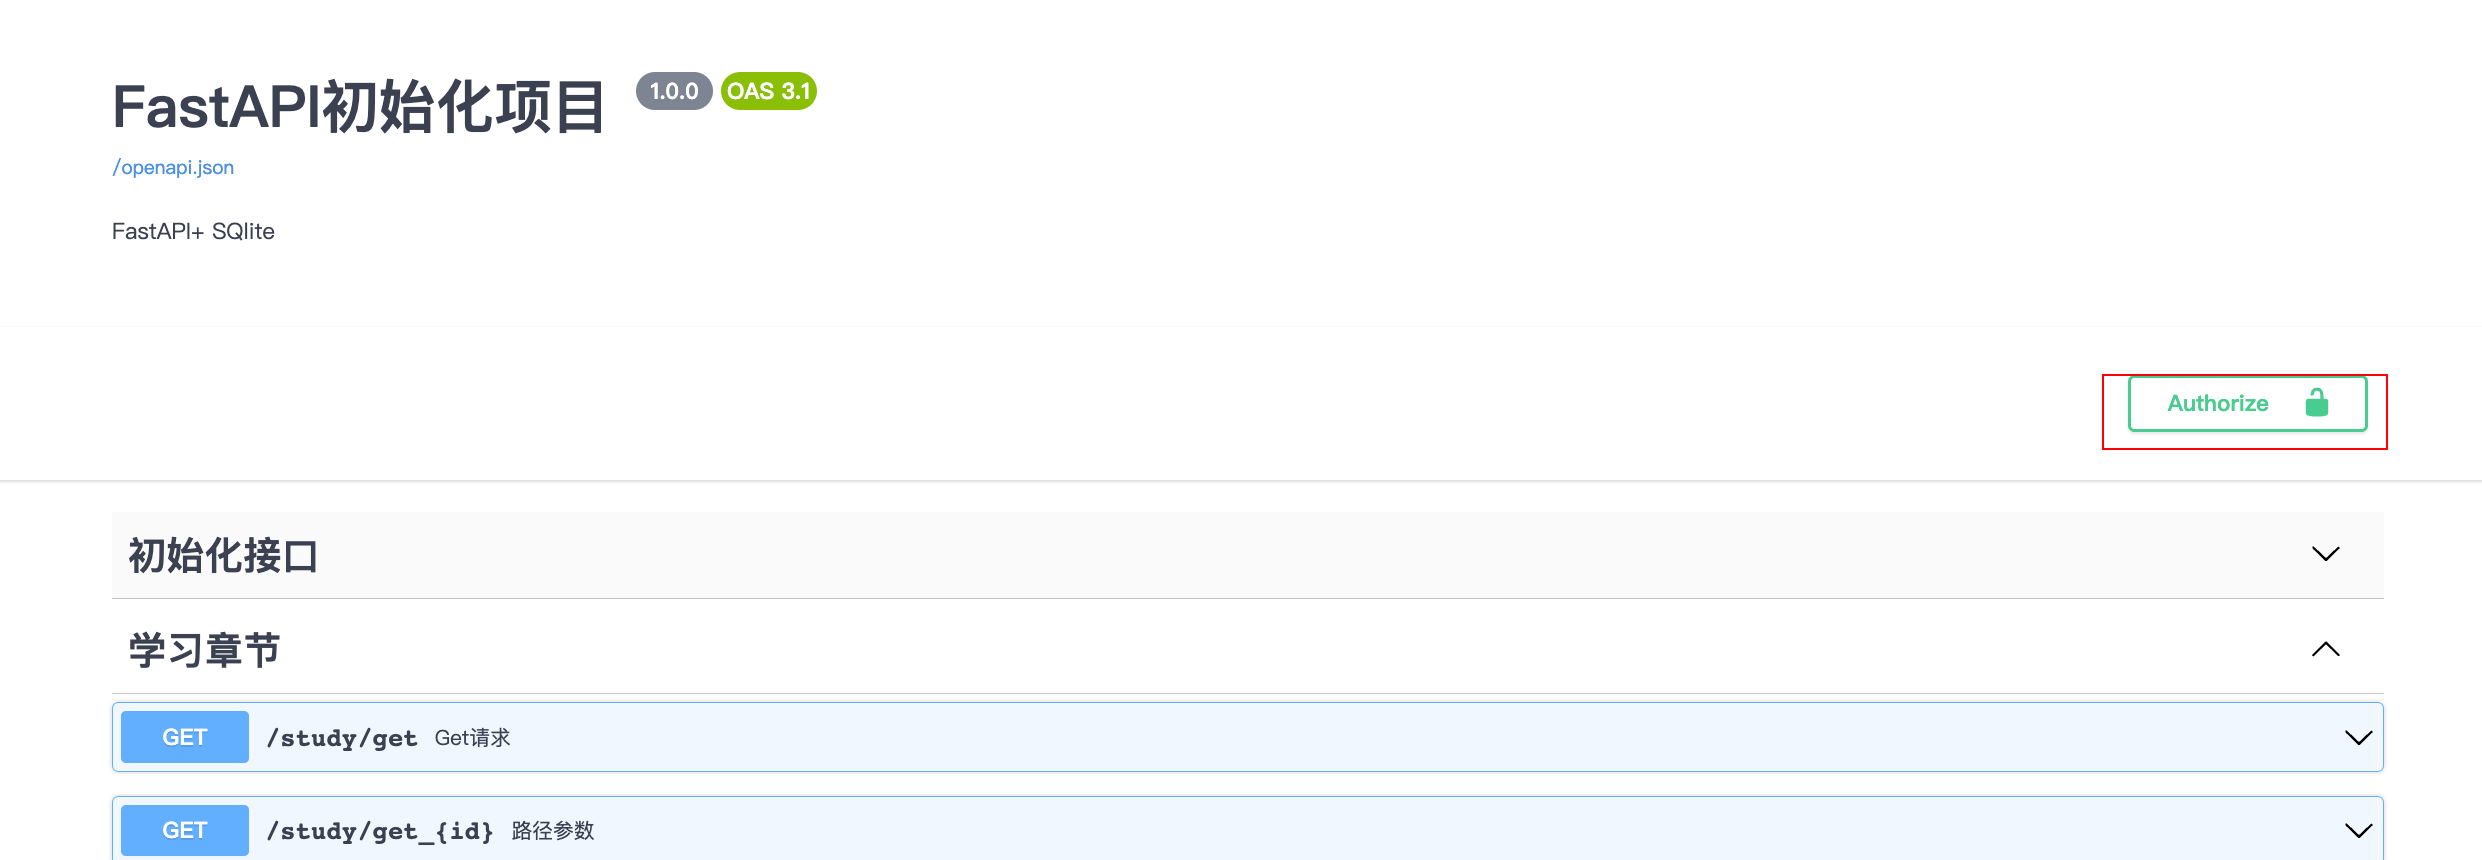 FastAPI初始化项目 1.0.0 OAS 3.1
/openapi.json
FastAPI+ SQlite
Authorize
初始化接口
学习章节
GET /study/get Get请求
GET /study/get_{id} 路径参数